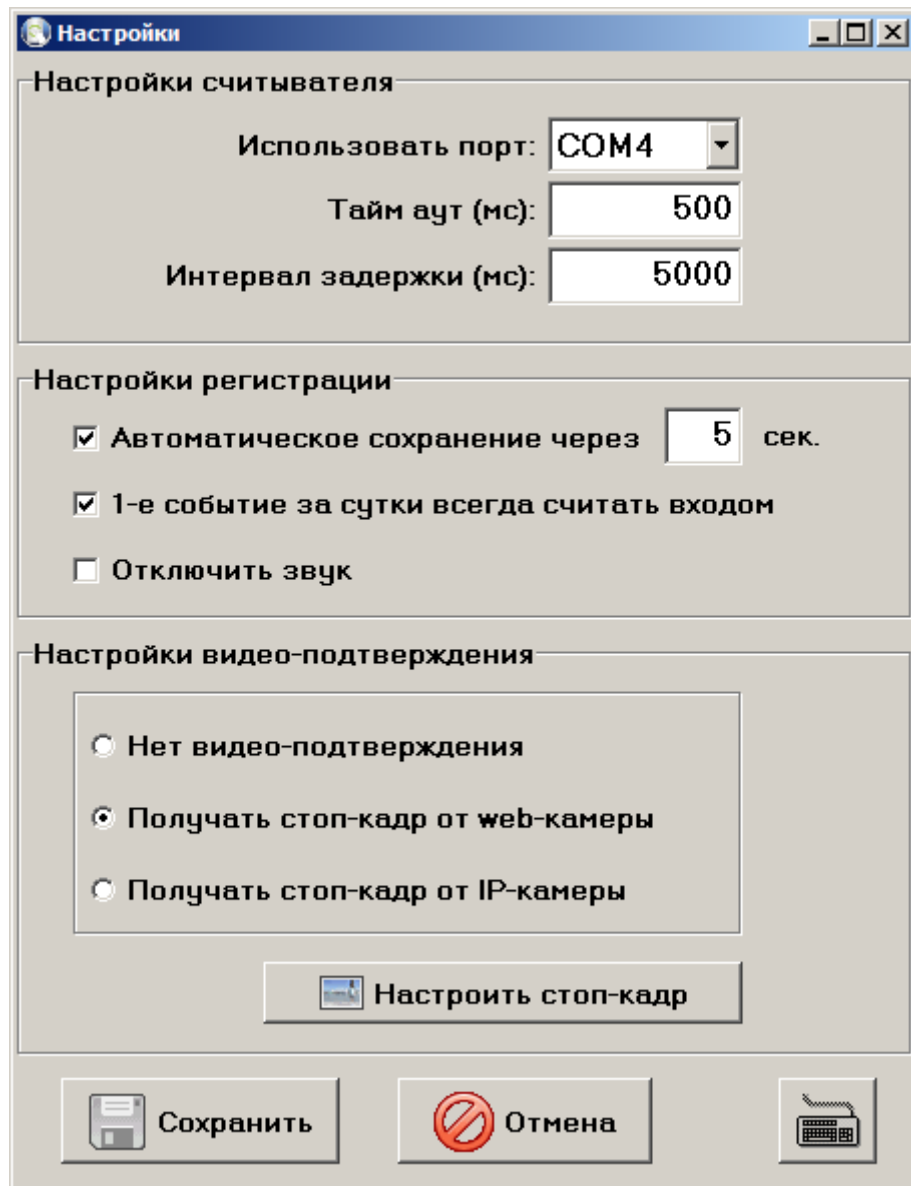 Настройки
Настройки считывателя
Использовать порт: COM4
Тайм аут (мс): 500
Интервал задержки (мс): 5000
Настройки регистрации
Автоматическое сохранение через 5 сек.
1-е событие за сутки всегда считать входом
Отключить звук
Настройки видео-подтверждения
Нет видео-подтверждения
Получать стоп-кадр от web-камеры
Получать стоп-кадр от IP-камеры
Настроить стоп-кадр
Сохранить Отмена